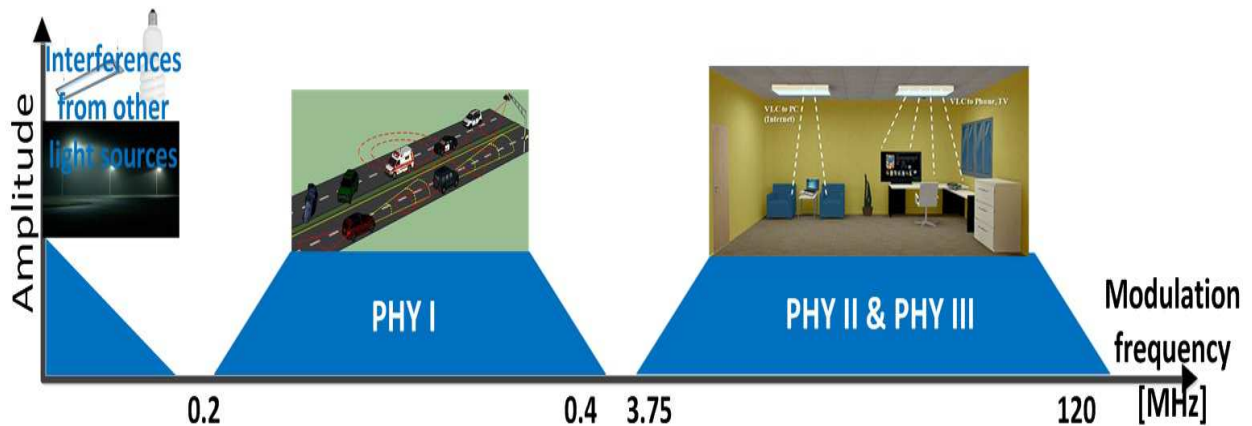 Amplitude
Interferences
from other
light sources
VLC to PC
(Internet)
VLC to Phone, TV
PHY I
PHY II & PHY III
Modulation
frequency
[MHz]
0.2
0.4
3.75
120